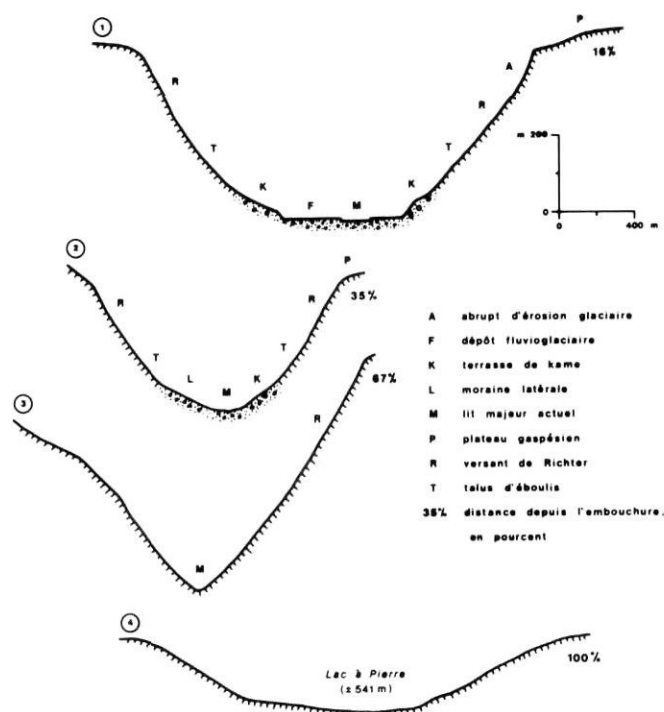 1
P
16%
R
A
R
T
T
m 200
K
K
F
M
0
0 400 m
2
P
R
R
35%
T
T
L
K
M
67%
3
R
M
A abrupt d'érosion glaciaire
F dépôt fluvioglaciaire
K terrasse de kame
L moraine latérale
M lit majeur actuel
P plateau gaspésien
R versant de Richter
T talus d'éboulis
35% distance depuis l'embouchure,
en pourcent
4
100%
Lac à Pierre
(± 541 m)